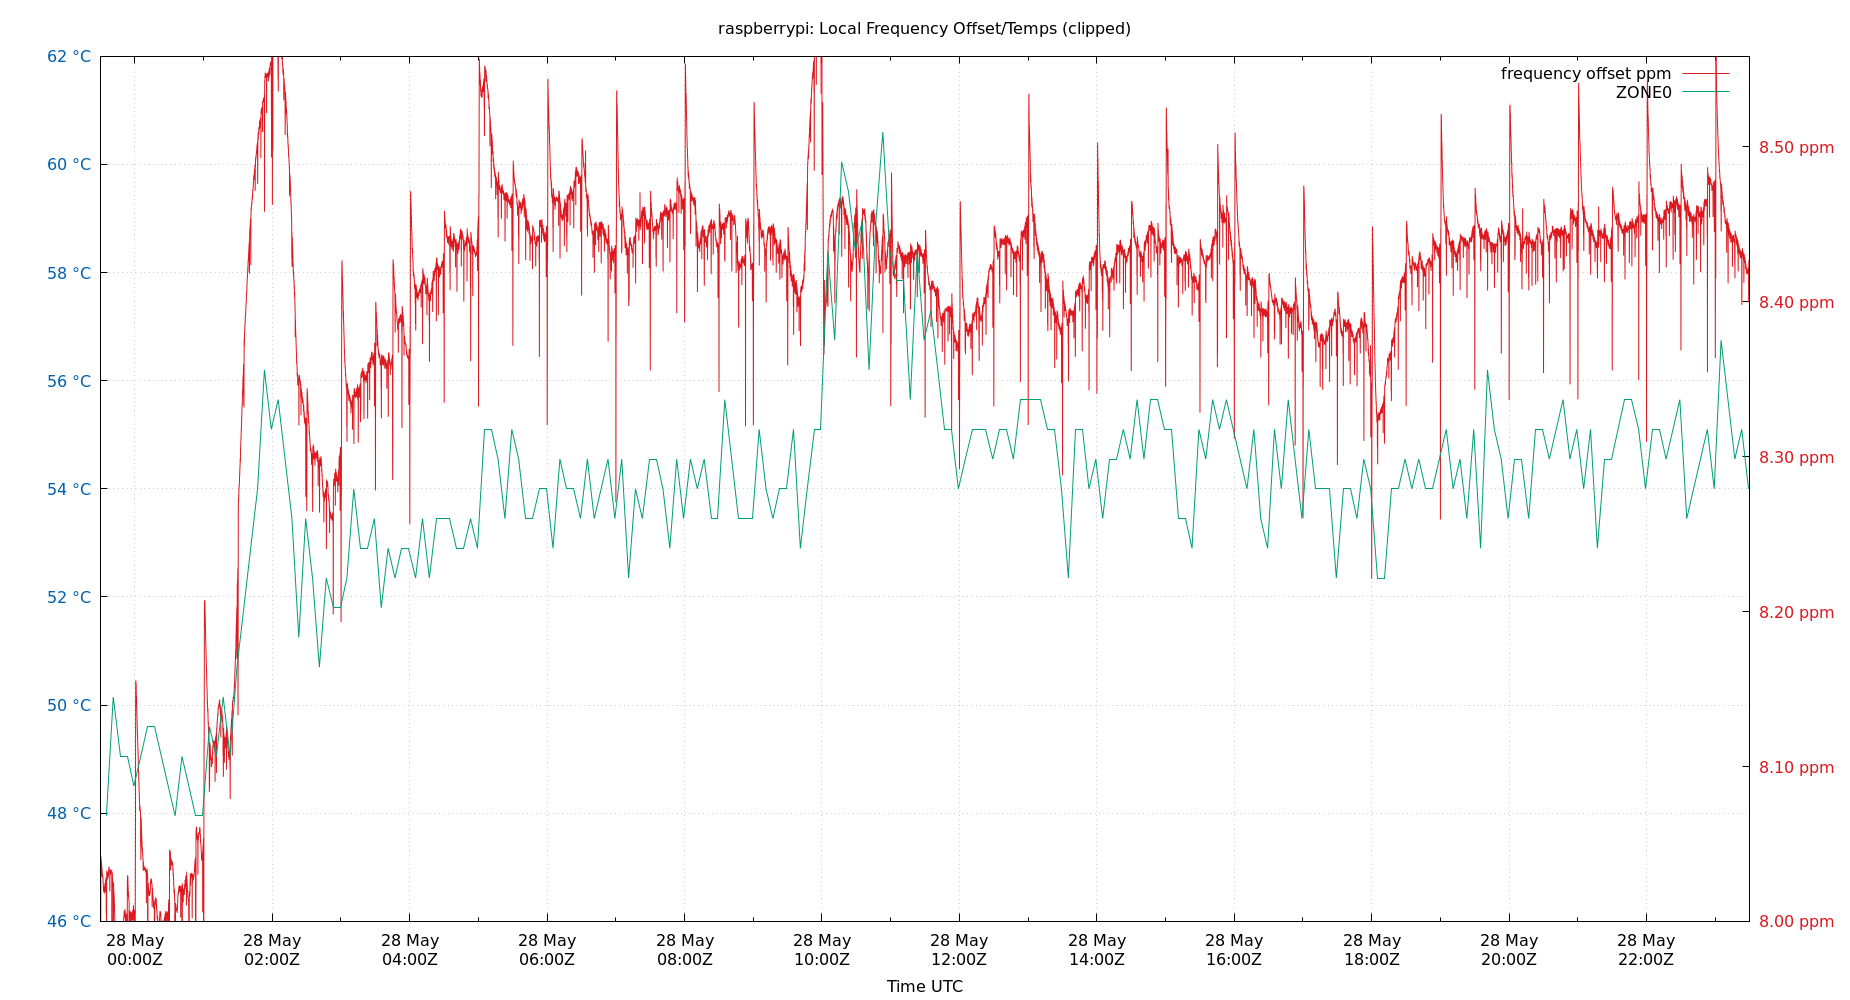 raspberrypi: Local Frequency Offset/Temps (clipped)
62 °C
60 °C
58 °C
56 °C
54 °C
52 °C
50 °C
48 °C
46 °C
frequency offset ppm
ZONE0
8.50 ppm
8.40 ppm
8.30 ppm
8.20 ppm
8.10 ppm
8.00 ppm
28 May 28 May 28 May 28 May 28 May 28 May 28 May 28 May 28 May 28 May 28 May 28 May
00:00Z 02:00Z 04:00Z 06:00Z 08:00Z 10:00Z 12:00Z 14:00Z 16:00Z 18:00Z 20:00Z 22:00Z
Time UTC